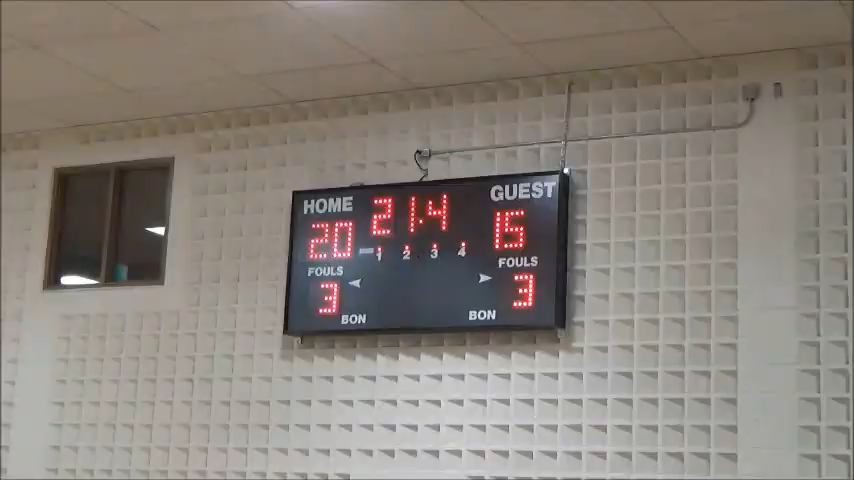 HOME 21.4 GUEST
20 15
1 2 3 4
FOULS FOULS
3 3
BON BON